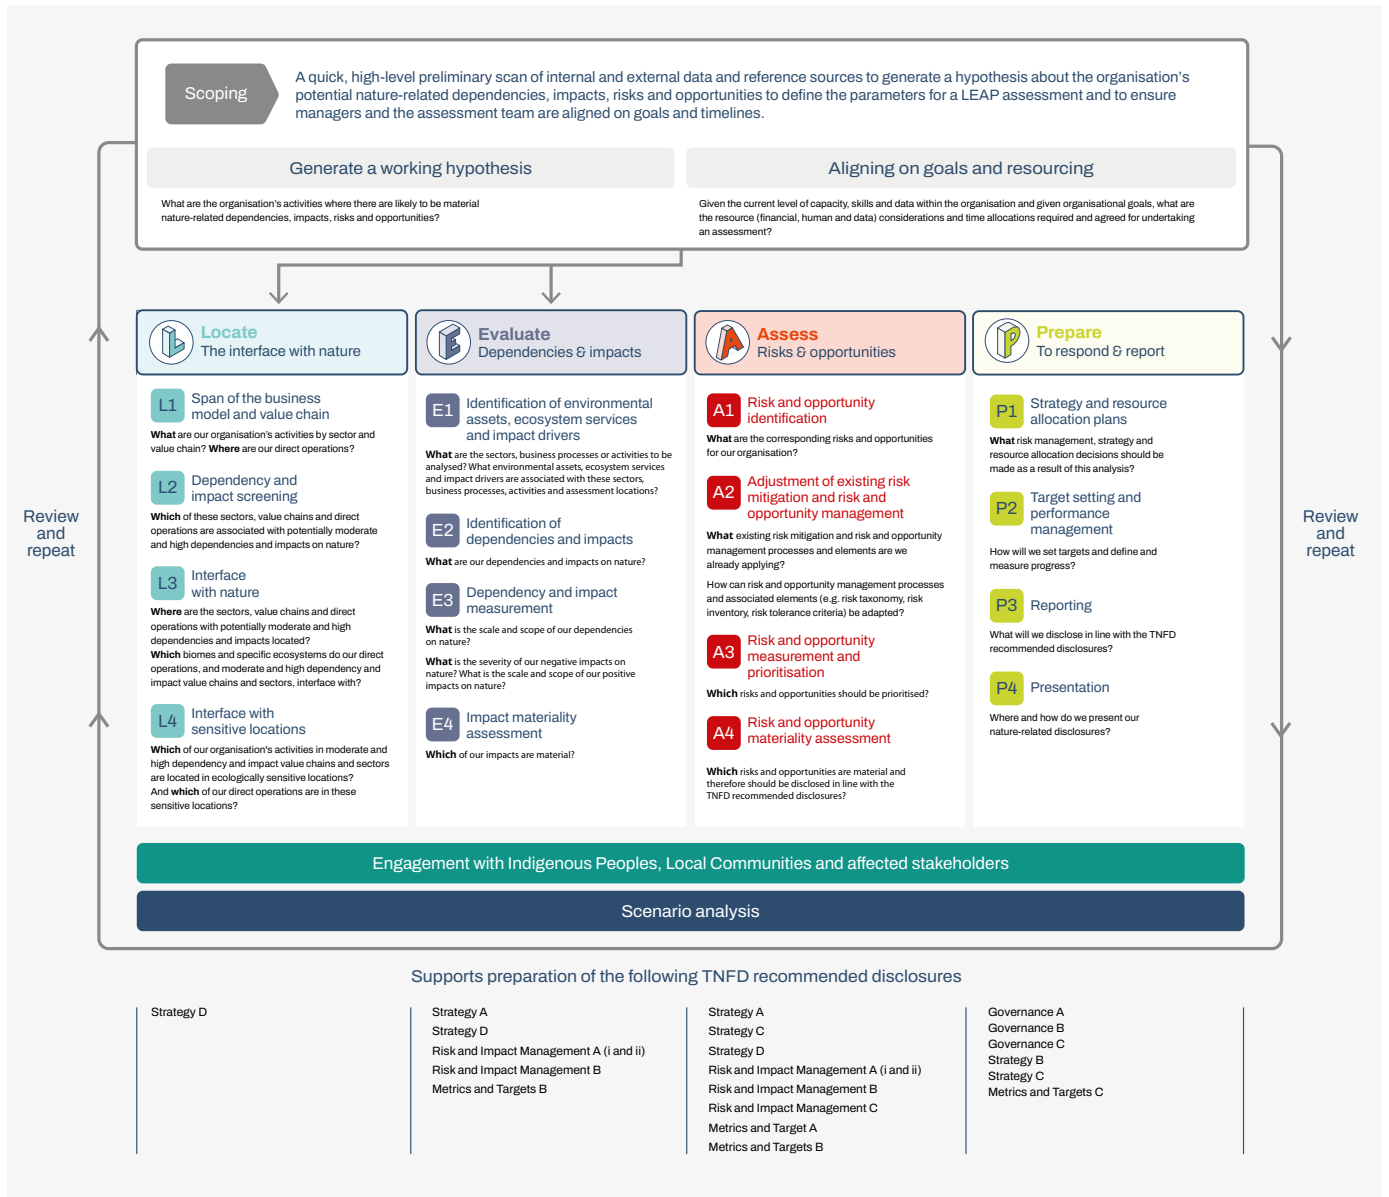 Scoping
A quick, high-level preliminary scan of internal and external data and reference sources to generate a hypothesis about the organisation's
potential nature-related dependencies, impacts, risks and opportunities to define the parameters for a LEAP assessment and to ensure
managers and the assessment team are aligned on goals and timelines.
Generate a working hypothesis
What are the organisation's activities where there are likely to be material
nature-related dependencies, impacts, risks and opportunities?
Aligning on goals and resourcing
Given the current level of capacity, skills and data within the organisation and given organisational goals, what are
the resource (financial, human and data) considerations and time allocations required and agreed for undertaking
an assessment?
Review
and
repeat
L
Locate
The interface with nature
L1
Span of the business
model and value chain
What are our organisation's activities by sector and
value chain? Where are our direct operations?
L2
Dependency and
impact screening
Which of these sectors, value chains and direct
operations are associated with potentially moderate
and high dependencies and impacts on nature?
L3
Interface
with nature
Where are the sectors, value chains and direct
operations with potentially moderate and high
dependencies and impacts located?
Which biomes and specific ecosystems do our direct
operations, and moderate and high dependency and
impact value chains and sectors, interface with?
L4
Interface with
sensitive locations
Which of our organisation's activities in moderate and
high dependency and impact value chains and sectors
are located in ecologically sensitive locations?
And which of our direct operations are in these
sensitive locations?
E
Evaluate
Dependencies & impacts
E1
Identification of environmental
assets, ecosystem services
and impact drivers
What are the sectors, business processes or activities to be
analysed? What environmental assets, ecosystem services
and impact drivers are associated with these sectors,
business processes, activities and assessment locations?
E2
Identification of
dependencies and impacts
What are our dependencies and impacts on nature?
E3
Dependency and impact
measurement
What is the scale and scope of our dependencies
on nature?
What is the severity of our negative impacts on
nature? What is the scale and scope of our positive
impacts on nature?
E4
Impact materiality
assessment
Which of our impacts are material?
A
Assess
Risks & opportunities
A1
Risk and opportunity
identification
What are the corresponding risks and opportunities
for our organisation?
A2
Adjustment of existing risk
mitigation and risk and
opportunity management
What existing risk mitigation and risk and opportunity
management processes and elements are we
already applying?
How can risk and opportunity management processes
and associated elements (e.g. risk taxonomy, risk
inventory, risk tolerance criteria) be adapted?
A3
Risk and opportunity
measurement and
prioritisation
Which risks and opportunities should be prioritised?
A4
Risk and opportunity
materiality assessment
Which risks and opportunities are material and
therefore should be disclosed in line with the
TNFD recommended disclosures?
P
Prepare
To respond & report
P1
Strategy and resource
allocation plans
What risk management, strategy and
resource allocation decisions should be
made as a result of this analysis?
P2
Target setting and
performance
management
How will we set targets and define and
measure progress?
P3
Reporting
What will we disclose in line with the TNFD
recommended disclosures?
P4
Presentation
Where and how do we present our
nature-related disclosures?
Review
and
repeat
Engagement with Indigenous Peoples, Local Communities and affected stakeholders
Scenario analysis
Supports preparation of the following TNFD recommended disclosures
Strategy D
Strategy A
Strategy D
Risk and Impact Management A (i and ii)
Risk and Impact Management B
Metrics and Targets B
Strategy A
Strategy C
Strategy D
Risk and Impact Management A (i and ii)
Risk and Impact Management B
Risk and Impact Management C
Metrics and Target A
Metrics and Targets B
Governance A
Governance B
Governance C
Strategy B
Strategy C
Metrics and Targets C